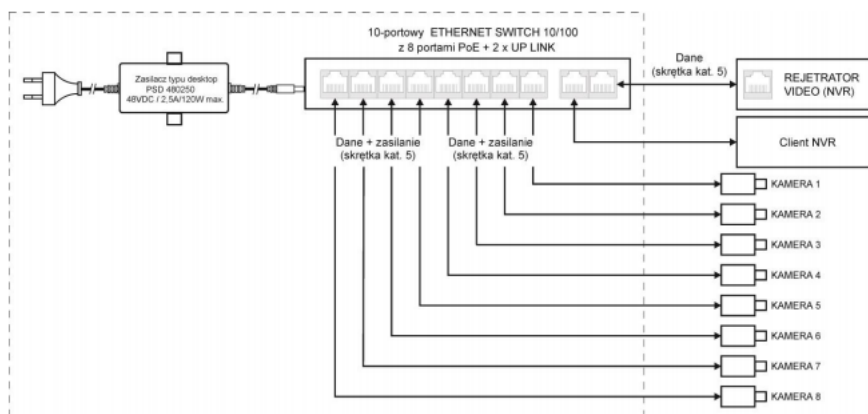 10-portowy ETHERNET SWITCH 10/100
z 8 portami PoE + 2 x UP LINK
Zasilacz typu desktop
PSD 480250
48VDC / 2,5A/120W max.
Dane
(skrętka kat. 5)
REJETRATOR
VIDEO (NVR)
Dane + zasilanie
(skrętka kat. 5)
Dane + zasilanie
(skrętka kat. 5)
Client NVR
KAMERA 1
KAMERA 2
KAMERA 3
KAMERA 4
KAMERA 5
KAMERA 6
KAMERA 7
KAMERA 8